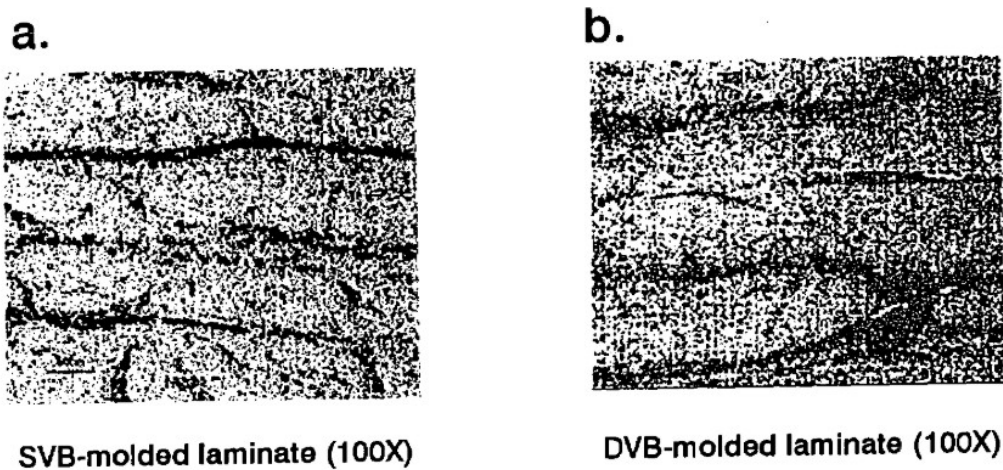 a.
b.
SVB-molded laminate (100X)
DVB-molded laminate (100X)